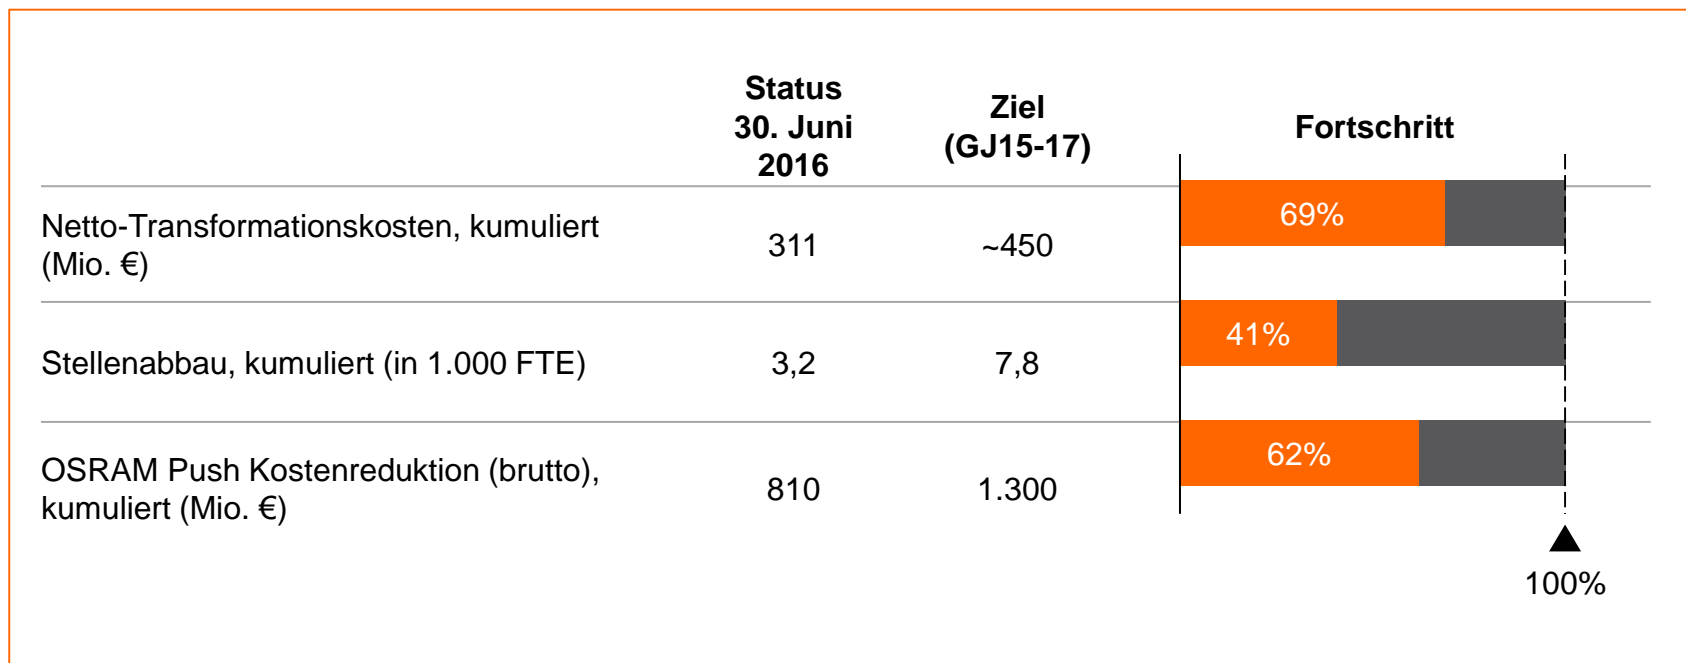 Status
30. Juni
2016
Ziel
(GJ15-17)
Fortschritt
Netto-Transformationskosten, kumuliert
(Mio. €)
311
~450
69%
Stellenabbau, kumuliert (in 1.000 FTE)
3,2
7,8
41%
OSRAM Push Kostenreduktion (brutto),
kumuliert (Mio. €)
810
1.300
62%
100%